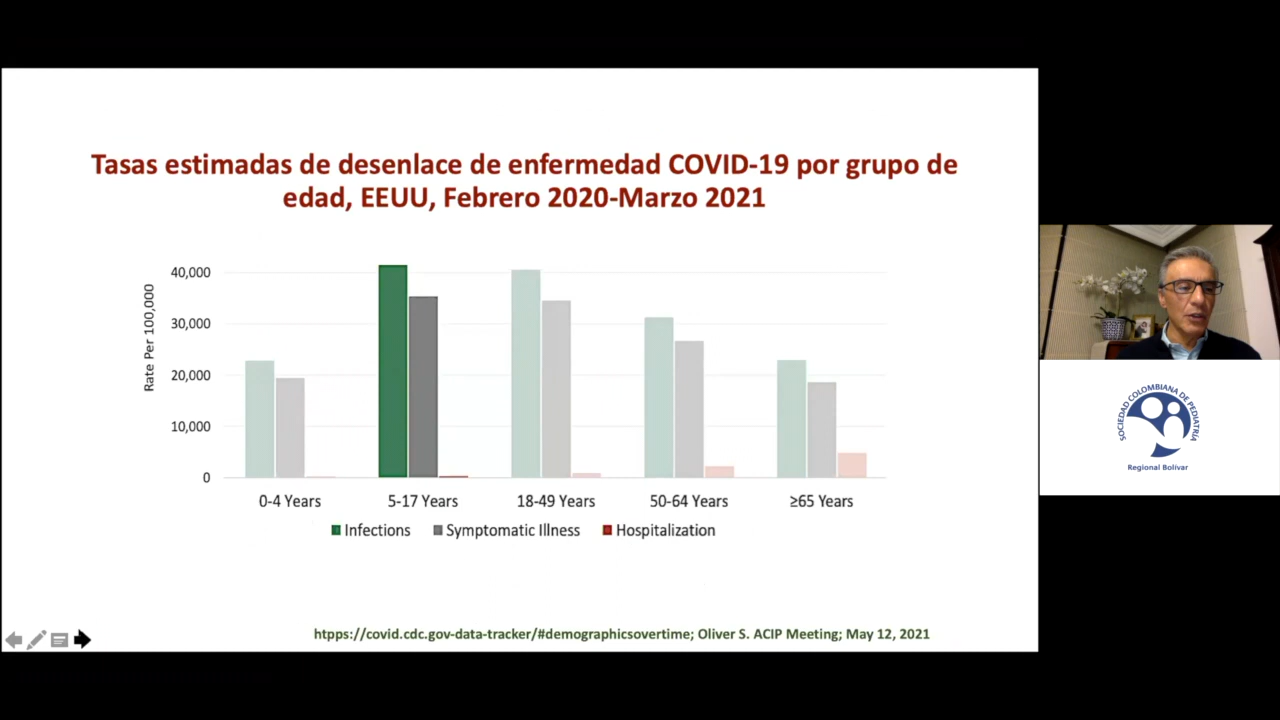 Tasas estimadas de desenlace de enfermedad COVID-19 por grupo de
edad, EEUU, Febrero 2020-Marzo 2021
Rate Per 100,000
40,000
30,000
20,000
10,000
0
0-4 Years
5-17 Years
18-49 Years
50-64 Years
≥65 Years
Infections
Symptomatic Illness
Hospitalization
htpps://covid.cdc.gov-data-tracker/#demographicsovertime; Oliver S. ACIP Meeting; May 12, 2021
SOCIEDAD COLOMBIANA DE PEDIATRÍA
Regional Bolívar